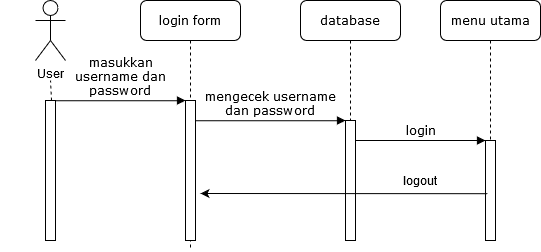 login form
database
menu utama
User
masukkan
username dan
password
mengecek username
dan password
login
logout